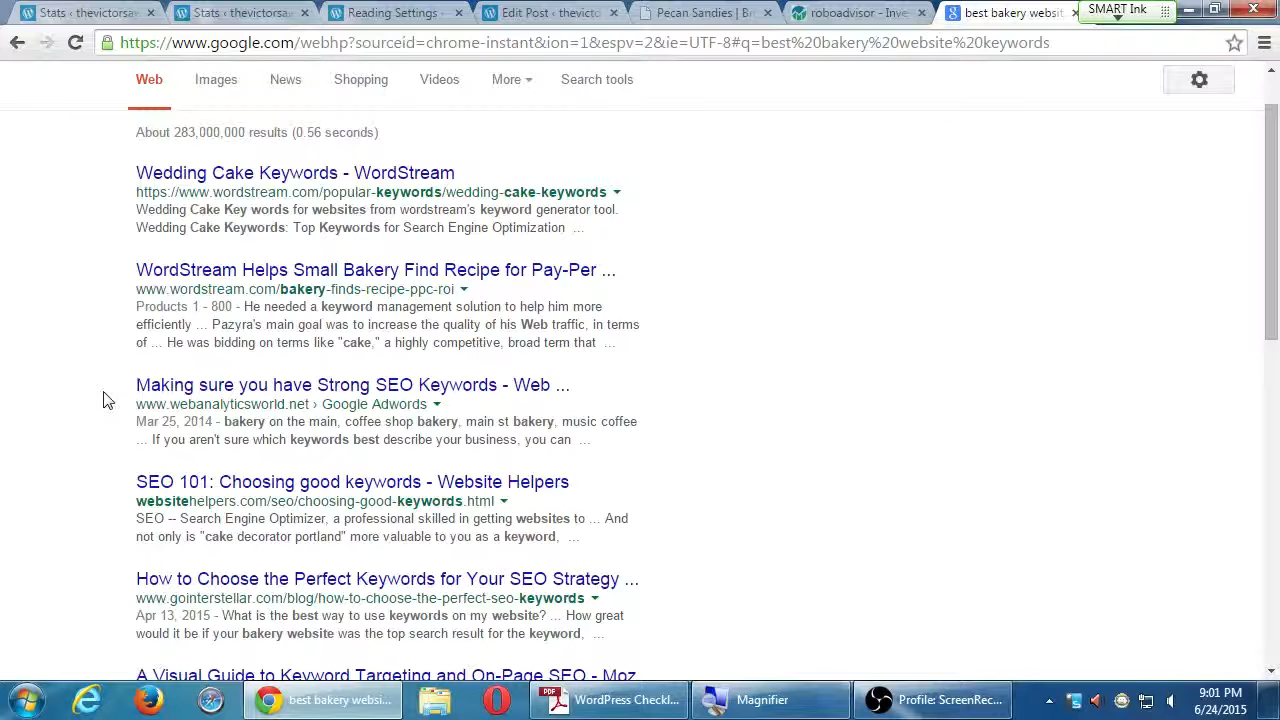 Stats ‹ thevictorsav
Stats ‹ thevictorsa
Reading Settings ‹
Edit Post ‹ thevicto
Pecan Sandies | Br
roboadvisor - Inve
best bakery websit
SMART Ink
https://www.google.com/webhp?sourceid=chrome-instant&ion=1&espv=2&ie=UTF-8#q=best%20bakery%20website%20keywords
Web Images News Shopping Videos More Search tools
About 283,000,000 results (0.56 seconds)
Wedding Cake Keywords - WordStream
https://www.wordstream.com/popular-keywords/wedding-cake-keywords
Wedding Cake Key words for websites from wordstream's keyword generator tool.
Wedding Cake Keywords: Top Keywords for Search Engine Optimization ...
WordStream Helps Small Bakery Find Recipe for Pay-Per ...
www.wordstream.com/bakery-finds-recipe-ppc-roi
Products 1 - 800 - He needed a keyword management solution to help him more
efficiently ... Pazyra's main goal was to increase the quality of his Web traffic, in terms
of ... He was bidding on terms like "cake," a highly competitive, broad term that ...
Making sure you have Strong SEO Keywords - Web ...
www.webanalyticsworld.net › Google Adwords
Mar 25, 2014 - bakery on the main, coffee shop bakery, main st bakery, music coffee
... If you aren't sure which keywords best describe your business, you can ...
SEO 101: Choosing good keywords - Website Helpers
websitehelpers.com/seo/choosing-good-keywords.html
SEO -- Search Engine Optimizer, a professional skilled in getting websites to ... And
not only is "cake decorator portland" more valuable to you as a keyword, ...
How to Choose the Perfect Keywords for Your SEO Strategy ...
www.gointerstellar.com/blog/how-to-choose-the-perfect-seo-keywords
Apr 13, 2015 - What is the best way to use keywords on my website? ... How great
would it be if your bakery website was the top search result for the keyword, ...
A Visual Guide to Keyword Targeting and On-Page SEO - Moz
best bakery websi...
PDF
WordPress Checkl...
Magnifier
Profile: ScreenRec...
9:01 PM
6/24/2015